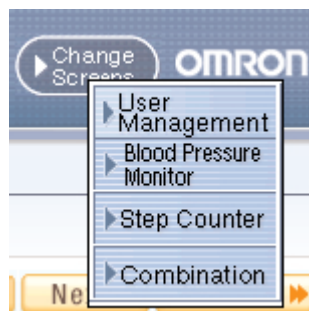 Change
Screens
OMRON
User
Management
Blood Pressure
Monitor
Step Counter
Combination
Ne